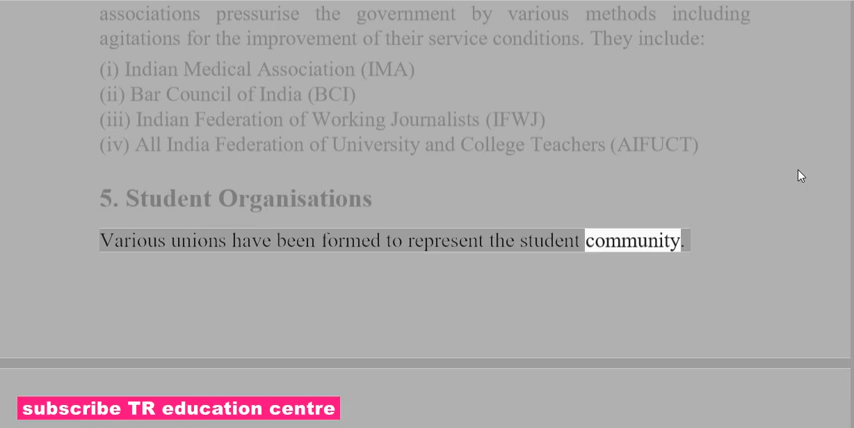 associations pressurise the government by various methods including
agitations for the improvement of their service conditions. They include:
(i) Indian Medical Association (IMA)
(ii) Bar Council of India (BCI)
(iii) Indian Federation of Working Journalists (IFWJ)
(iv) All India Federation of University and College Teachers (AIFUCT)
5. Student Organisations
Various unions have been formed to represent the student community.
subscribe TR education centre